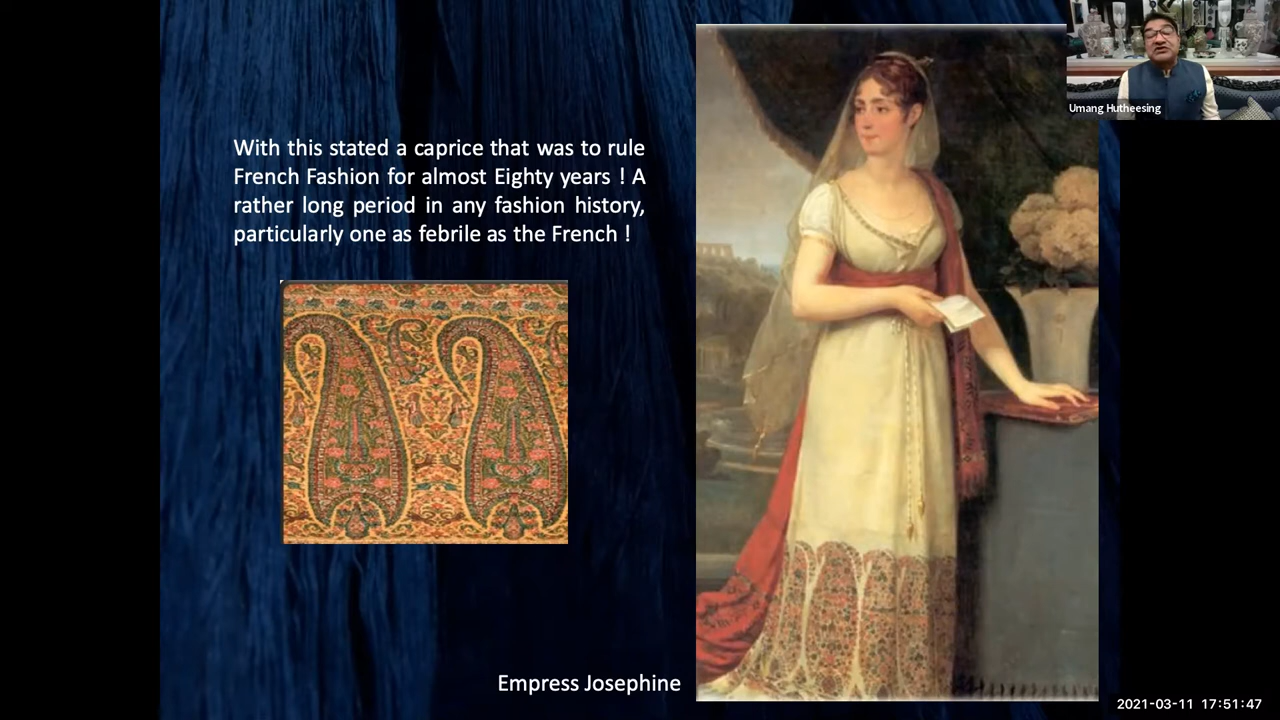 Umang Hutheesing
With this stated a caprice that was to rule
French Fashion for almost Eighty years ! A
rather long period in any fashion history,
particularly one as febrile as the French !
Empress Josephine
2021-03-11 17:51:47